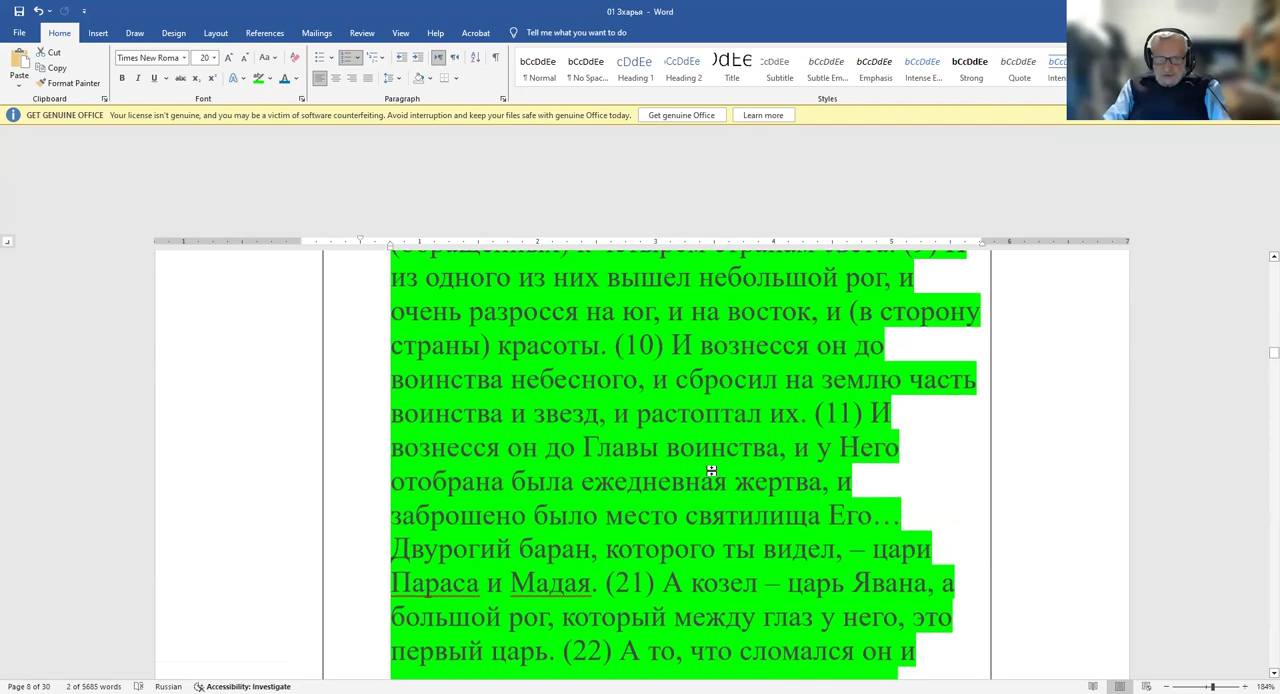 01 Зхарья - Word
File Home Insert Draw Design Layout References Mailings Review View Help Acrobat Tell me what you want to do
Paste
Cut
Copy
Format Painter
Clipboard
Times New Roma 20
Font
Paragraph
AaBbCcDdEe
¶ Normal ¶ No Spac... Heading 1 Heading 2 Title Subtitle Subtle Em... Emphasis Intense E... Strong Quote
Styles
GET GENUINE OFFICE Your license isn't genuine, and you may be a victim of software counterfeiting. Avoid interruption and keep your files safe with genuine Office today. Get genuine Office Learn more
из одного из них вышел небольшой рог, и
очень разросся на юг, и на восток, и (в сторону
страны) красоты. (10) И вознесся он до
воинства небесного, и сбросил на землю часть
воинства и звезд, и растоптал их. (11) И
вознесся он до Главы воинства, и у Него
отобрана была ежедневная жертва, и
заброшено было место святилища Его…
Двурогий баран, которого ты видел, – цари
Параса и Мадая. (21) А козел – царь Явана, а
большой рог, который между глаз у него, это
первый царь. (22) А то, что сломался он и
Page 8 of 30 2 of 5685 words Russian Accessibility: Investigate 184%